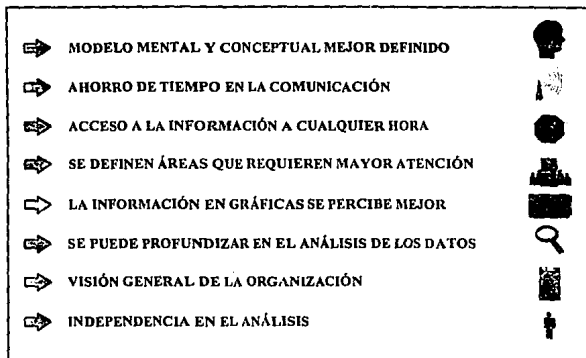 MODELO MENTAL Y CONCEPTUAL MEJOR DEFINIDO
AHORRO DE TIEMPO EN LA COMUNICACIÓN
ACCESO A LA INFORMACIÓN A CUALQUIER HORA
SE DEFINEN ÁREAS QUE REQUIEREN MAYOR ATENCIÓN
LA INFORMACIÓN EN GRÁFICAS SE PERCIBE MEJOR
SE PUEDE PROFUNDIZAR EN EL ANÁLISIS DE LOS DATOS
VISIÓN GENERAL DE LA ORGANIZACIÓN
INDEPENDENCIA EN EL ANÁLISIS